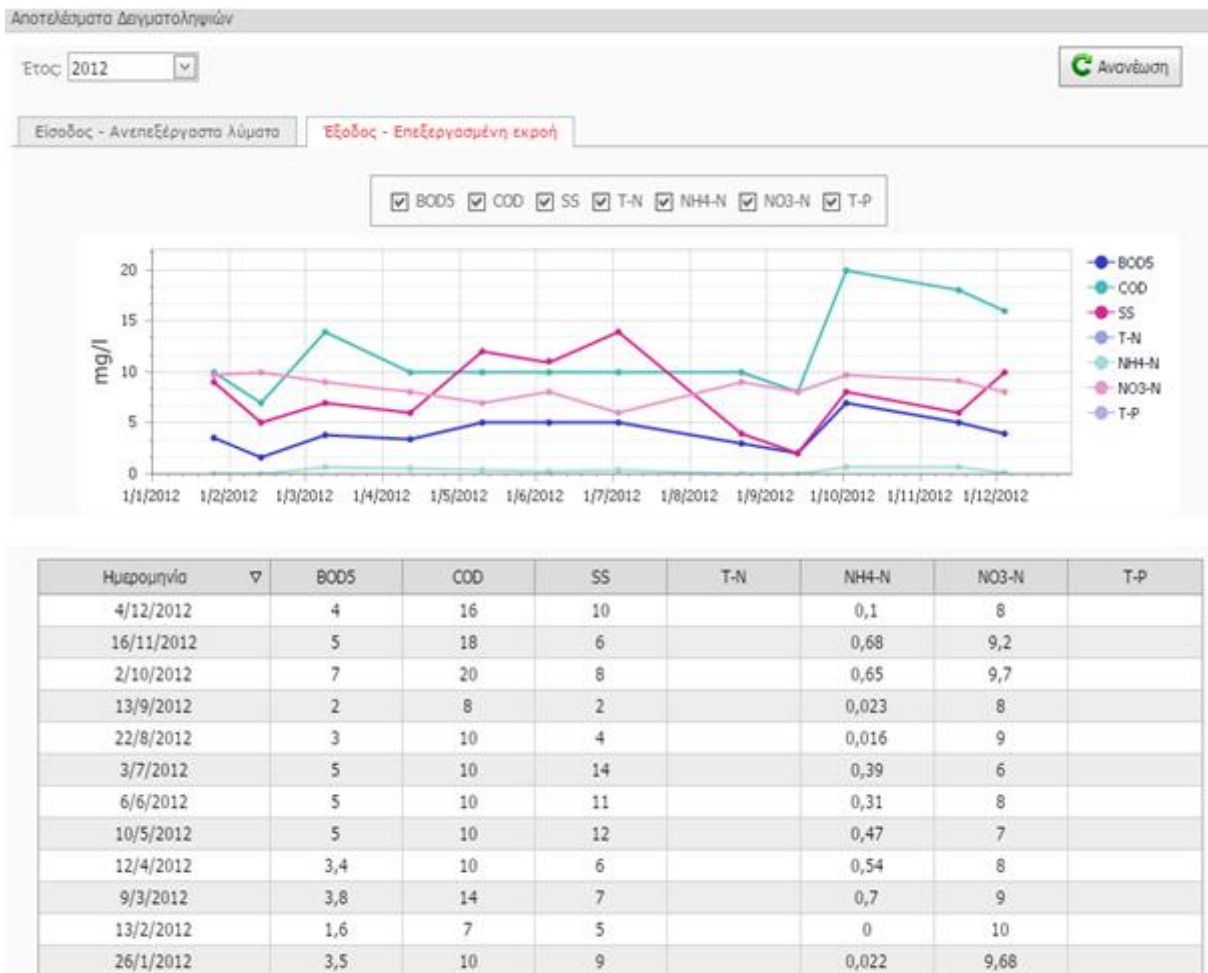 Αποτελέσματα Δειγματοληψιών
Έτος: 2012
Ανανέωση
Είσοδος - Ανεπεξέργαστα λύματα Έξοδος - Επεξεργασμένη εκροή
BOD5 COD SS T-N NH4-N NO3-N T-P
mg/l
20
15
10
5
0
1/1/2012 1/2/2012 1/3/2012 1/4/2012 1/5/2012 1/6/2012 1/7/2012 1/8/2012 1/9/2012 1/10/2012 1/11/2012 1/12/2012
BOD5
COD
SS
T-N
NH4-N
NO3-N
T-P
Ημερομηνία BOD5 COD SS T-N NH4-N NO3-N T-P
4/12/2012 4 16 10 0,1 8
16/11/2012 5 18 6 0,68 9,2
2/10/2012 7 20 8 0,65 9,7
13/9/2012 2 8 2 0,023 8
22/8/2012 3 10 4 0,016 9
3/7/2012 5 10 14 0,39 6
6/6/2012 5 10 11 0,31 8
10/5/2012 5 10 12 0,47 7
12/4/2012 3,4 10 6 0,54 8
9/3/2012 3,8 14 7 0,7 9
13/2/2012 1,6 7 5 0 10
26/1/2012 3,5 10 9 0,022 9,68